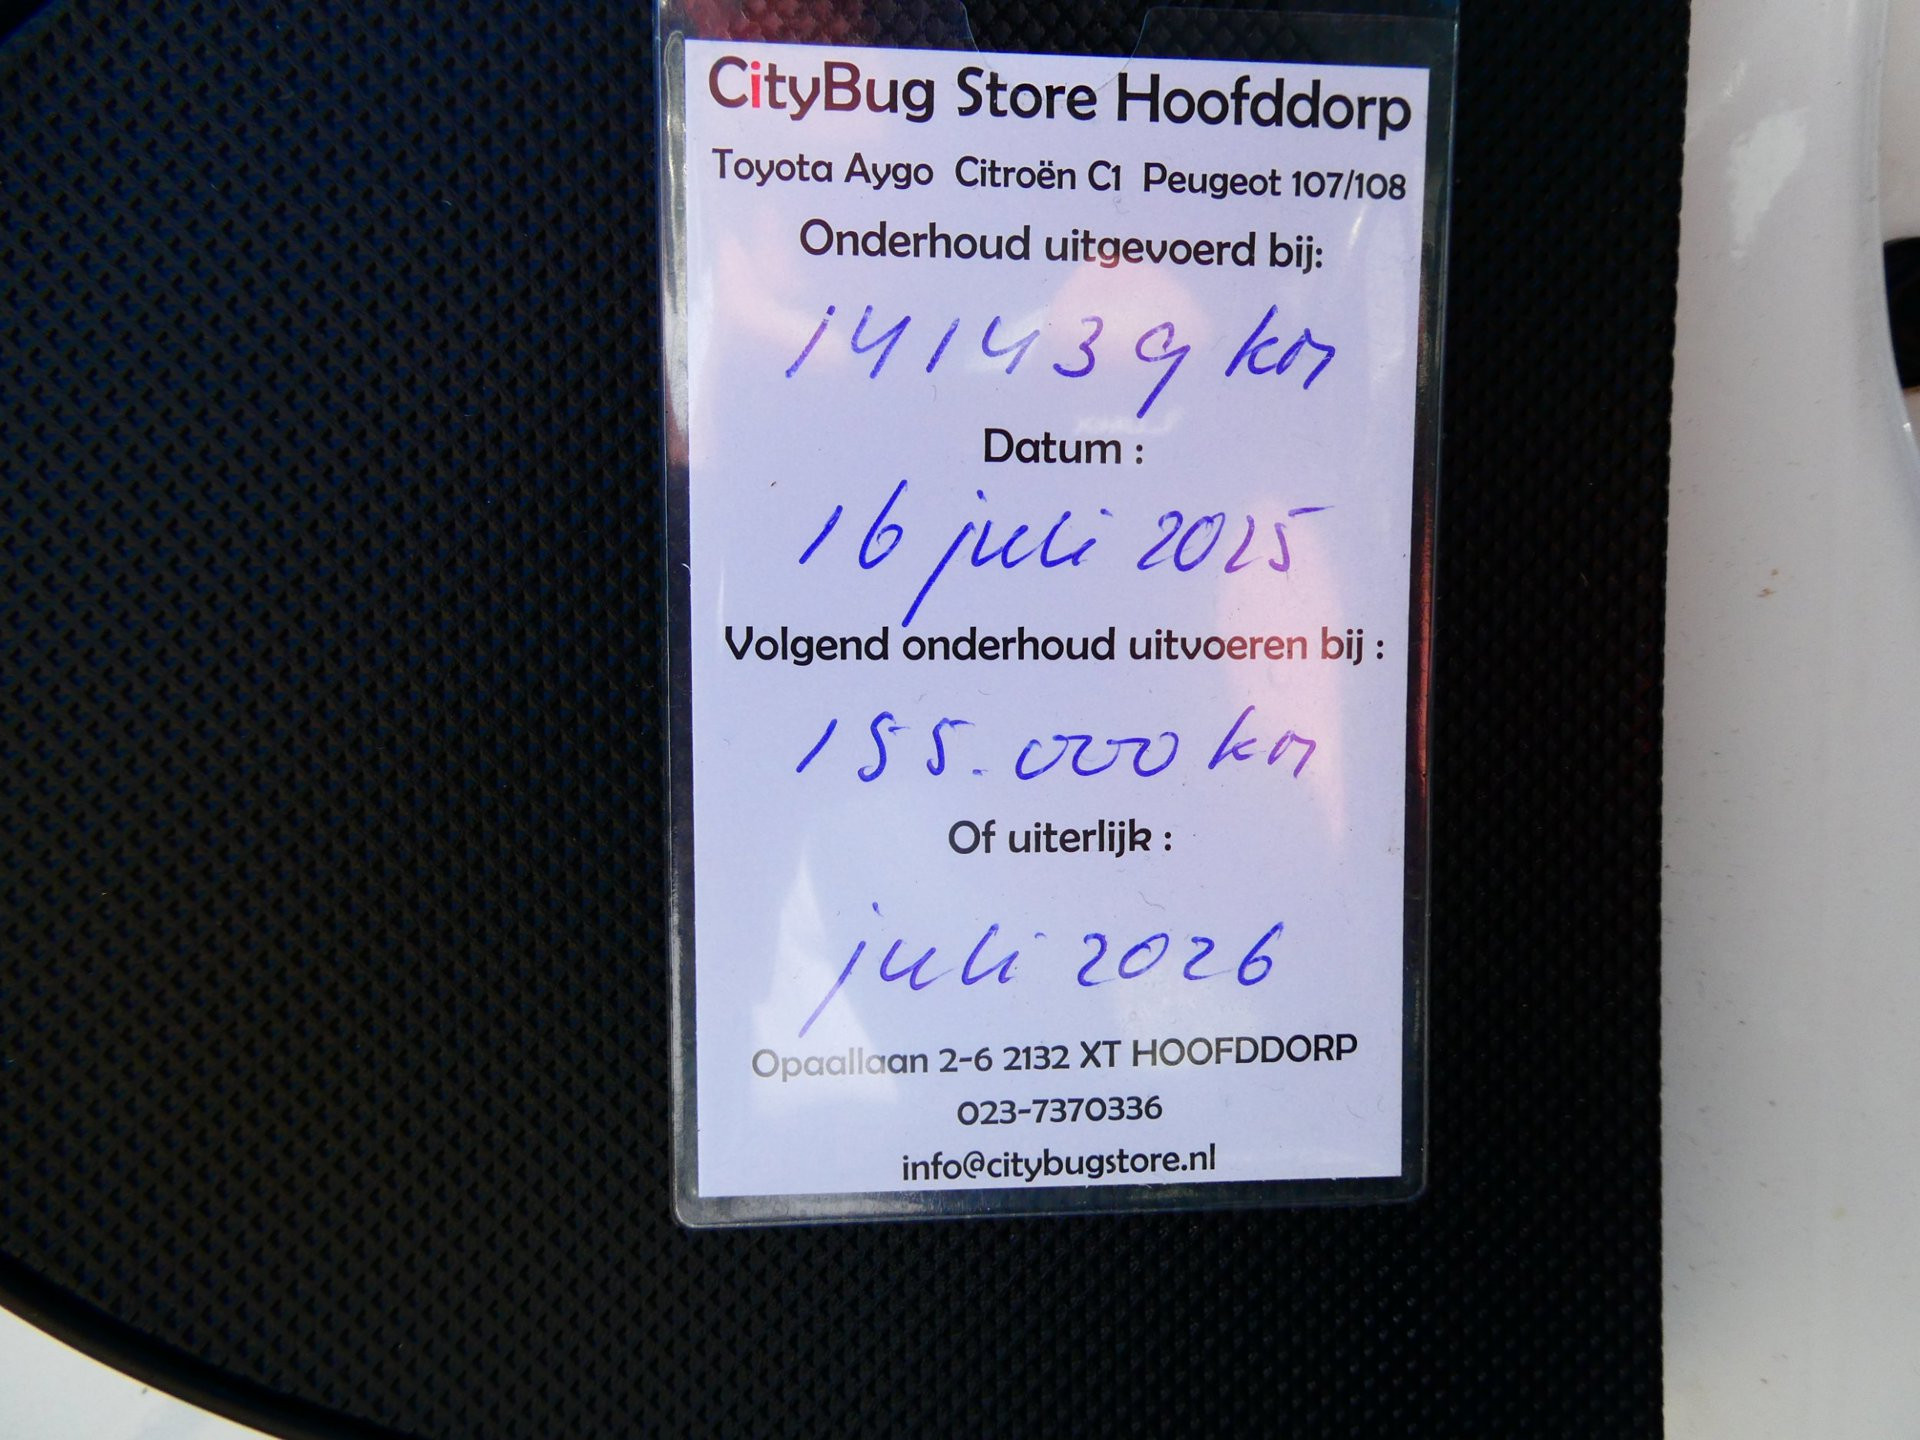 CityBug Store Hoofddorp
Toyota Aygo Citroën C1 Peugeot 107/108
Onderhoud uitgevoerd bij:
141439 km
Datum :
16 juli 2025
Volgend onderhoud uitvoeren bij :
155.000 km
Of uiterlijk :
juli 2026
Opaallaan 2-6 2132 XT HOOFDDORP
023-7370336
info@citybugstore.nl